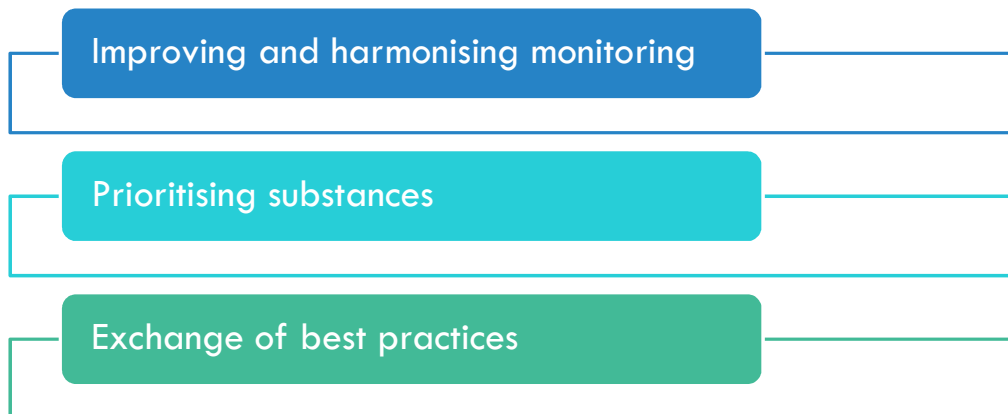 Improving and harmonising monitoring
Prioritising substances
Exchange of best practices